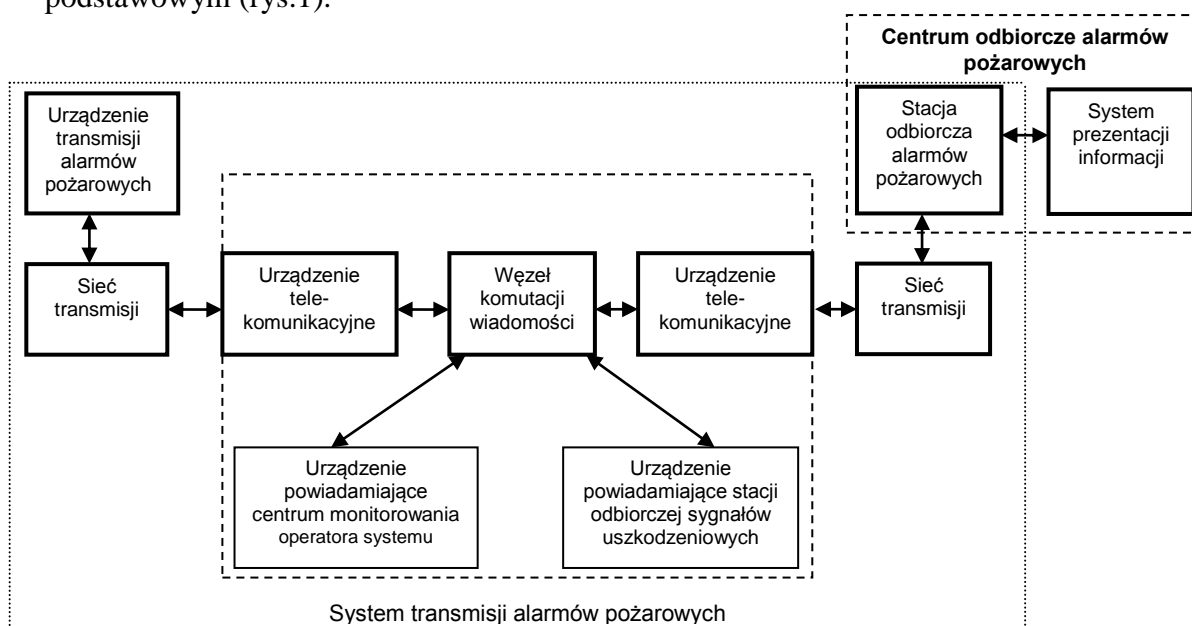 podstawowym (rys.1).
Centrum odbiorcze alarmów
pożarowych
Urządzenie
transmisji
alarmów
pożarowych
Stacja
odbiorcza
alarmów
pożarowych
System
prezentacji
informacji
Sieć
transmisji
Urządzenie
tele-
komunikacyjne
Węzeł
komutacji
wiadomości
Urządzenie
tele-
komunikacyjne
Sieć
transmisji
Urządzenie
powiadamiające
centrum monitorowania
operatora systemu
Urządzenie
powiadamiające stacji
odbiorczej sygnałów
uszkodzeniowych
System transmisji alarmów pożarowych